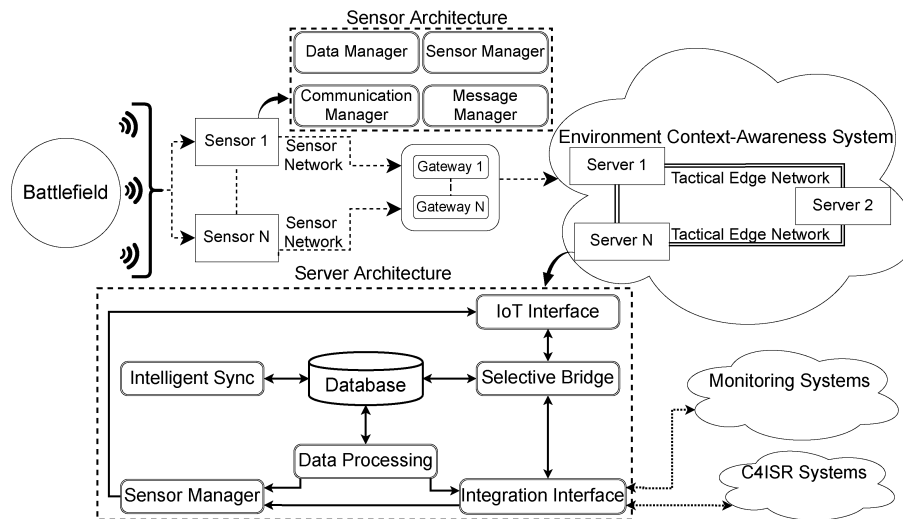 Sensor Architecture
Data Manager
Sensor Manager
Communication
Manager
Message
Manager
Battlefield
Sensor 1
Sensor
Network
Sensor N
Sensor
Network
Gateway 1
Gateway N
Environment Context-Awareness System
Server 1
Tactical Edge Network
Server 2
Server N
Tactical Edge Network
Server Architecture
IoT Interface
Intelligent Sync
Database
Selective Bridge
Data Processing
Sensor Manager
Integration Interface
Monitoring Systems
C4ISR Systems